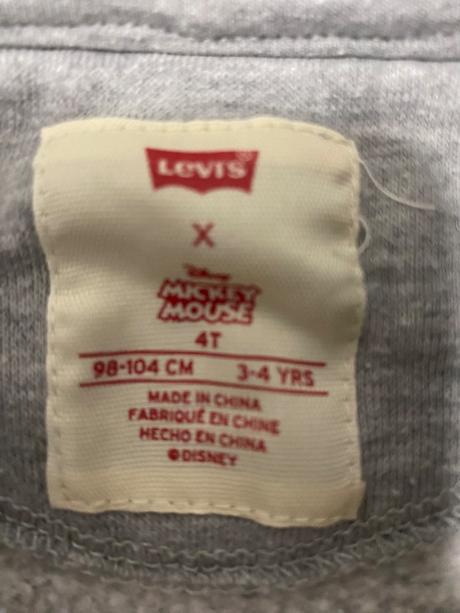 Levi's
X
Disney
MICKEY
MOUSE
4T
98-104 CM 3-4 YRS
MADE IN CHINA
FABRIQUÉ EN CHINE
HECHO EN CHINA
©DISNEY